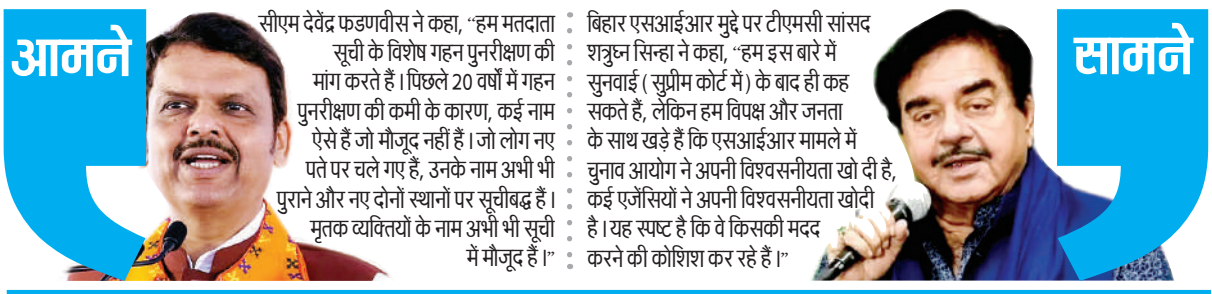 आमने
सीएम देवेंद्र फडणवीस ने कहा, “हम मतदाता
सूची के विशेष गहन पुनरीक्षण की
मांग करते हैं। पिछले 20 वर्षों में गहन
पुनरीक्षण की कमी के कारण, कई नाम
ऐसे हैं जो मौजूद नहीं हैं। जो लोग नए
पते पर चले गए हैं, उनके नाम अभी भी
पुराने और नए दोनों स्थानों पर सूचीबद्ध हैं।
मृतक व्यक्तियों के नाम अभी भी सूची
में मौजूद हैं।”
बिहार एसआईआर मुद्दे पर टीएमसी सांसद
शत्रुघ्न सिन्हा ने कहा, “हम इस बारे में
सुनवाई ( सुप्रीम कोर्ट में ) के बाद ही कह
सकते हैं, लेकिन हम विपक्ष और जनता
के साथ खड़े हैं कि एसआईआर मामले में
चुनाव आयोग ने अपनी विश्वसनीयता खो दी है,
कई एजेंसियों ने अपनी विश्वसनीयता खोदी
है। यह स्पष्ट है कि वे किसकी मदद
करने की कोशिश कर रहे हैं।”
सामने